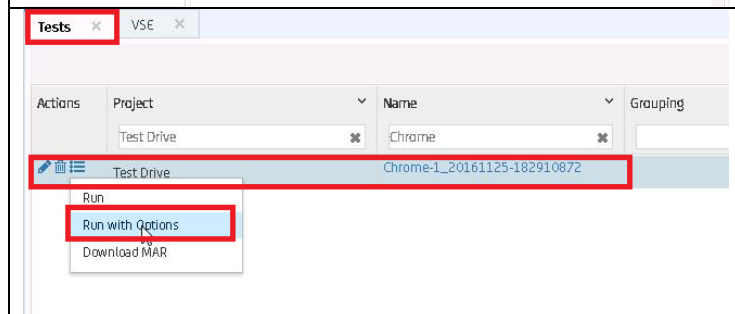 Tests VSE
Actions Project Name Grouping
Test Drive Chrome
Test Drive Chrome-1_20161125-182910872
Run
Run with Options
Download MAR